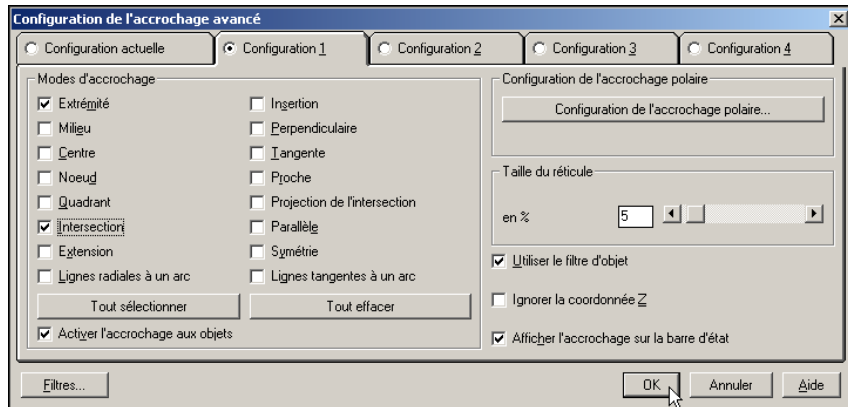 Configuration de l'accrochage avancé
Configuration actuelle
Configuration 1
Configuration 2
Configuration 3
Configuration 4
Modes d'accrochage
Extrémité
Milieu
Centre
Noeud
Quadrant
Intersection
Extension
Lignes radiales à un arc
Insertion
Perpendiculaire
Tangente
Proche
Projection de l'intersection
Parallèle
Symétrie
Lignes tangentes à un arc
Tout sélectionner
Tout effacer
Activer l'accrochage aux objets
Configuration de l'accrochage polaire
Configuration de l'accrochage polaire...
Taille du réticule
en % 5
Utiliser le filtre d'objet
Ignorer la coordonnée Z
Afficher l'accrochage sur la barre d'état
Filtres...
OK
Annuler
Aide